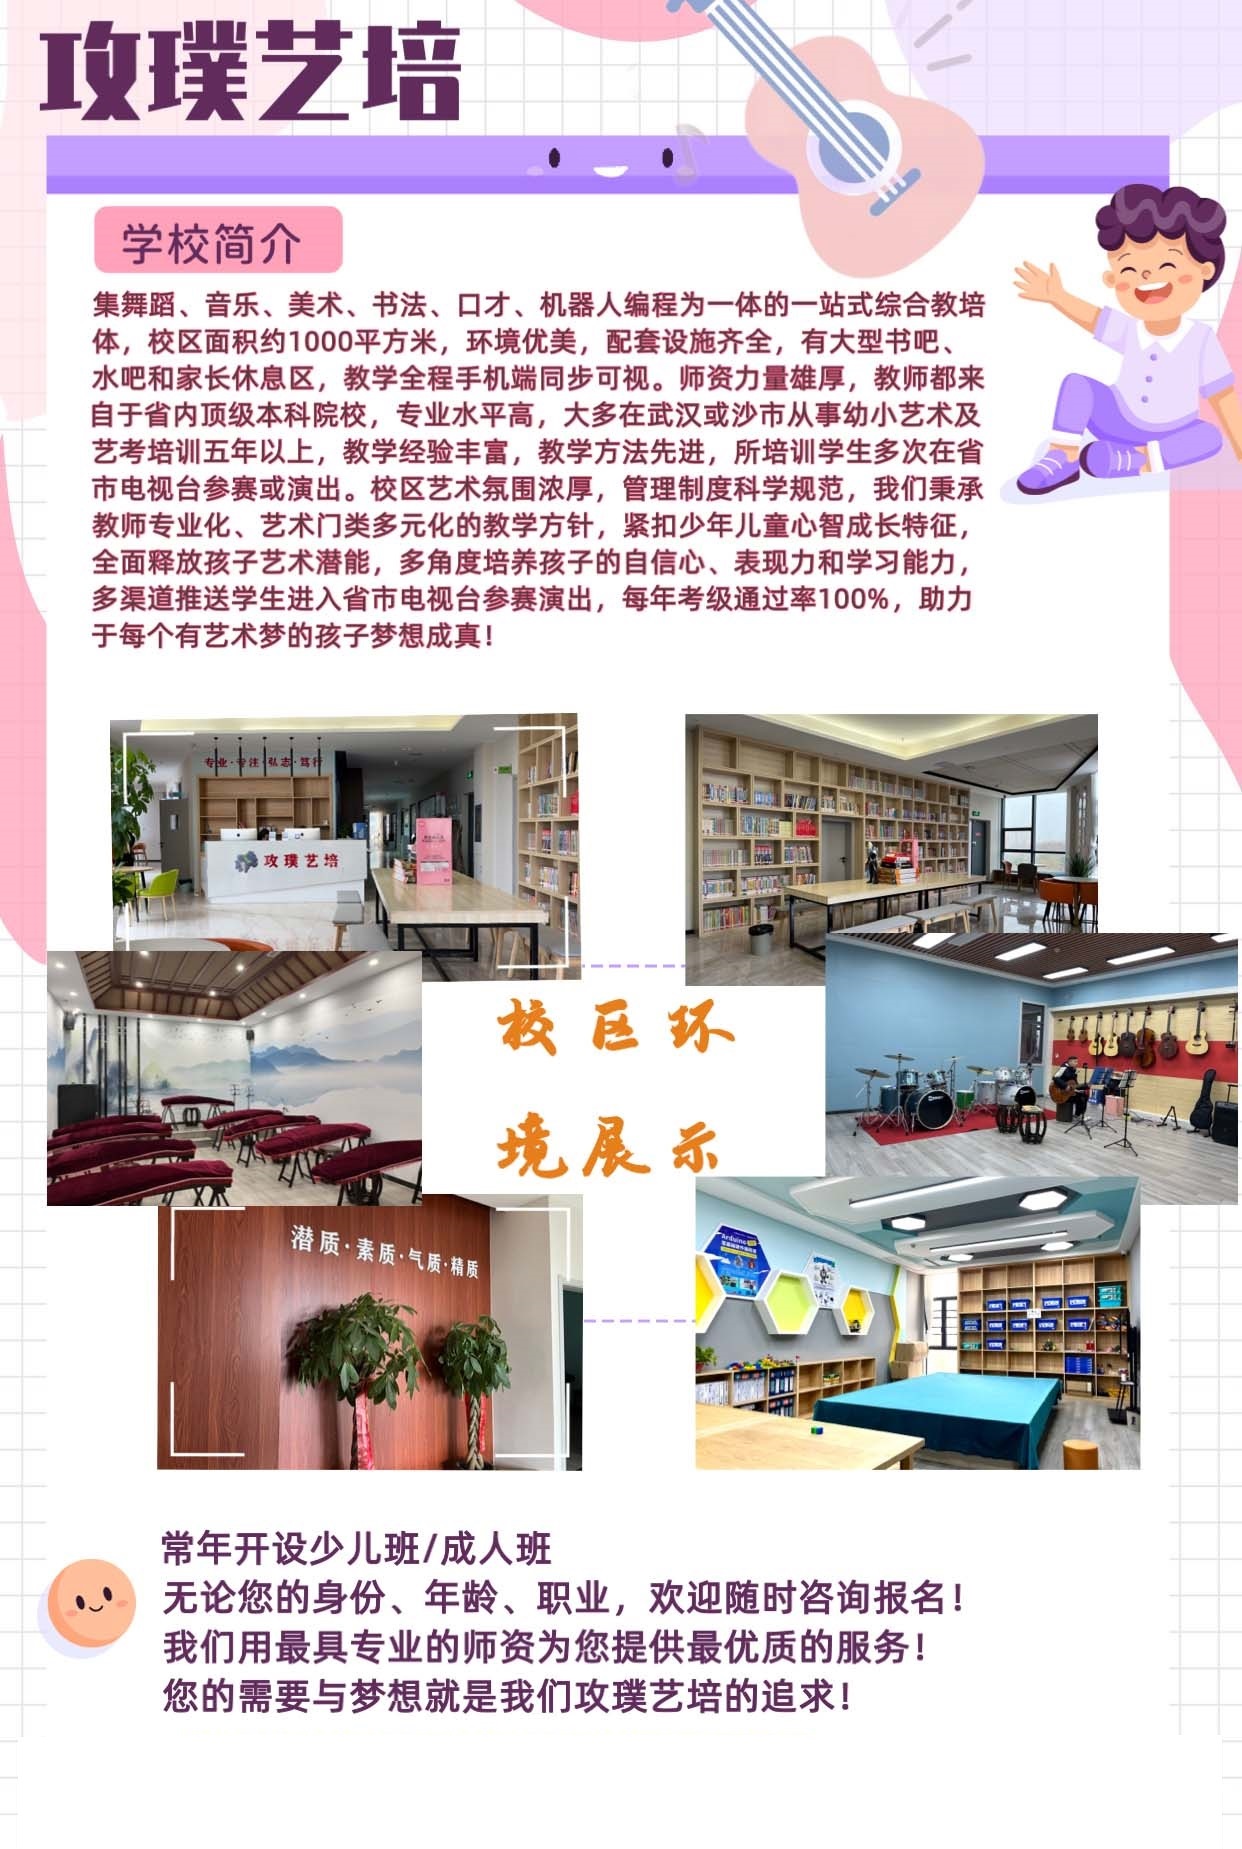 攻璞艺培
学校简介
集舞蹈、音乐、美术、书法、口才、机器人编程为一体的一站式综合教培
体，校区面积约1000平方米，环境优美，配套设施齐全，有大型书吧、
水吧和家长休息区，教学全程手机端同步可视。师资力量雄厚，教师都来
自于省内顶级本科院校，专业水平高，大多在武汉或沙市从事幼小艺术及
艺考培训五年以上，教学经验丰富，教学方法先进，所培训学生多次在省
市电视台参赛或演出。校区艺术氛围浓厚，管理制度科学规范，我们秉承
教师专业化、艺术门类多元化的教学方针，紧扣少年儿童心智成长特征，
全面释放孩子艺术潜能，多角度培养孩子的自信心、表现力和学习能力，
多渠道推送学生进入省市电视台参赛演出，每年考级通过率100%，助力
于每个有艺术梦的孩子梦想成真！
专业·专注·弘志·笃行
攻璞艺培
校区环
境展示
潜质·素质·气质·精质
Arduino
常年开设少儿班/成人班
无论您的身份、年龄、职业，欢迎随时咨询报名！
我们用最具专业的师资为您提供最优质的服务！
您的需要与梦想就是我们攻璞艺培的追求！